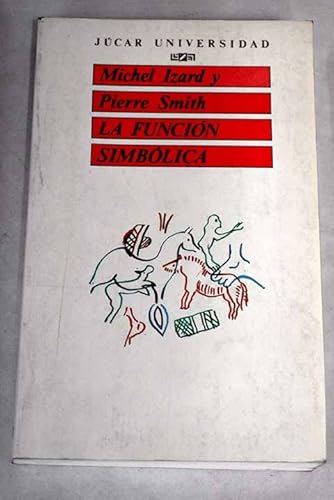 JÚCAR UNIVERSIDAD
Michel Izard y
Pierre Smith
LA FUNCIÓN
SIMBÓLICA